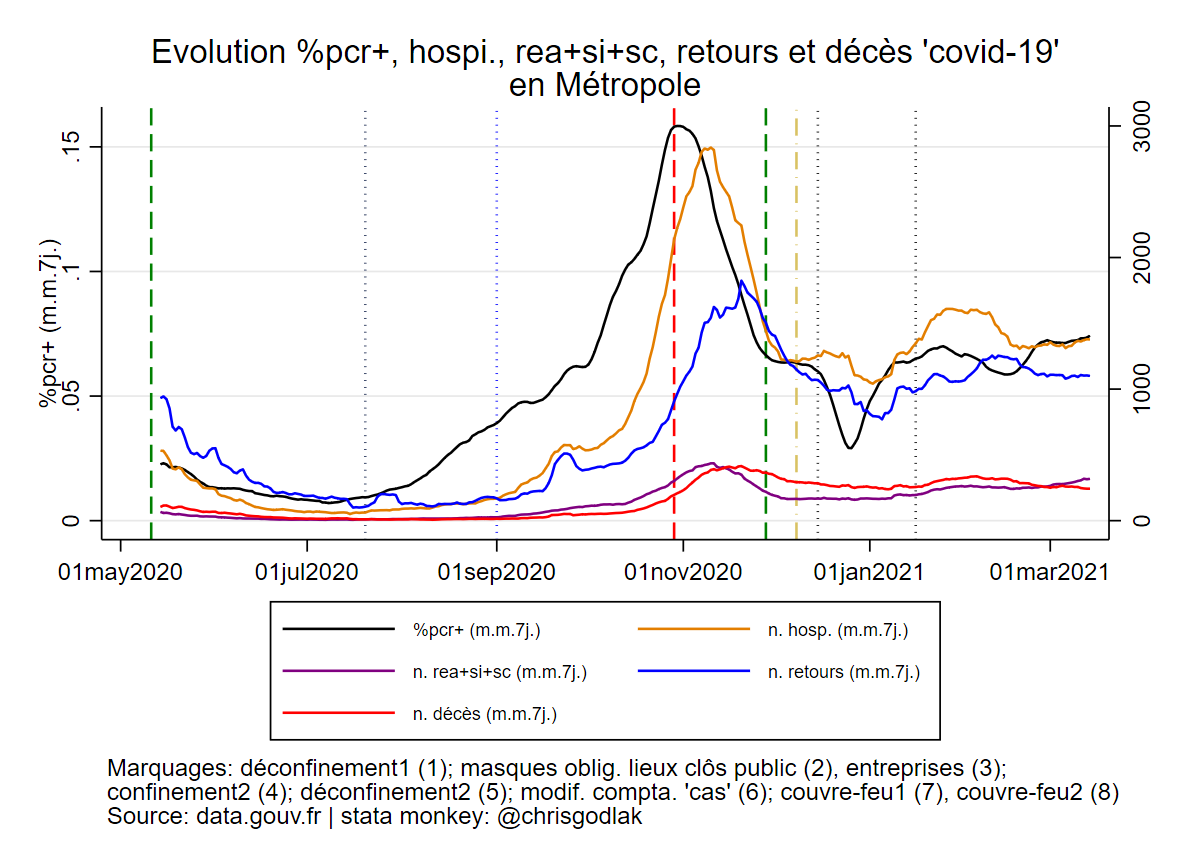 Evolution %pcr+, hospi., rea+si+sc, retours et décès 'covid-19'
en Métropole
%pcr+ (m.m.7j.)
.15
.1
.05
0
3000
2000
1000
0
01may2020 01jul2020 01sep2020 01nov2020 01jan2021 01mar2021
%pcr+ (m.m.7j.) n. hosp. (m.m.7j.)
n. rea+si+sc (m.m.7j.) n. retours (m.m.7j.)
n. décès (m.m.7j.)
Marquages: déconfinement1 (1); masques oblig. lieux clôs public (2), entreprises (3);
confinement2 (4); déconfinement2 (5); modif. compta. 'cas' (6); couvre-feu1 (7), couvre-feu2 (8)
Source: data.gouv.fr | stata monkey: @chrisgodlak